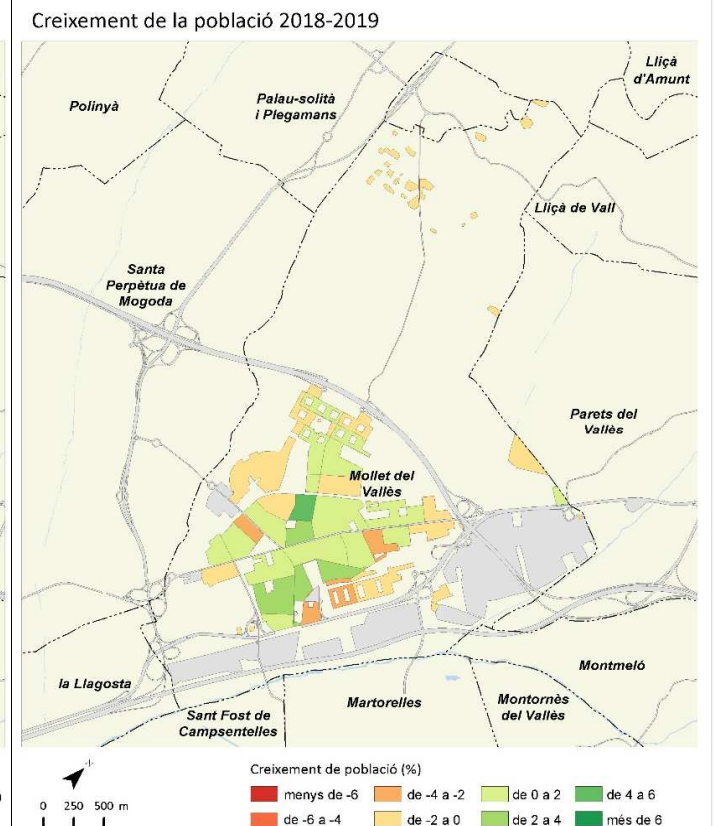 Creixement de la població 2018-2019
Lliçà
d'Amunt
Polinyà
Palau-solità
i Plegamans
Lliçà de Vall
Santa
Perpètua de
Mogoda
Parets del
Vallès
Mollet del
Vallès
Montmeló
la Llagosta
Martorelles
Montornès
del Vallès
Sant Fost de
Campsentelles
Creixement de població (%)
0 250 500 m
menys de -6
de -4 a -2
de 0 a 2
de 4 a 6
de -6 a -4
de -2 a 0
de 2 a 4
més de 6